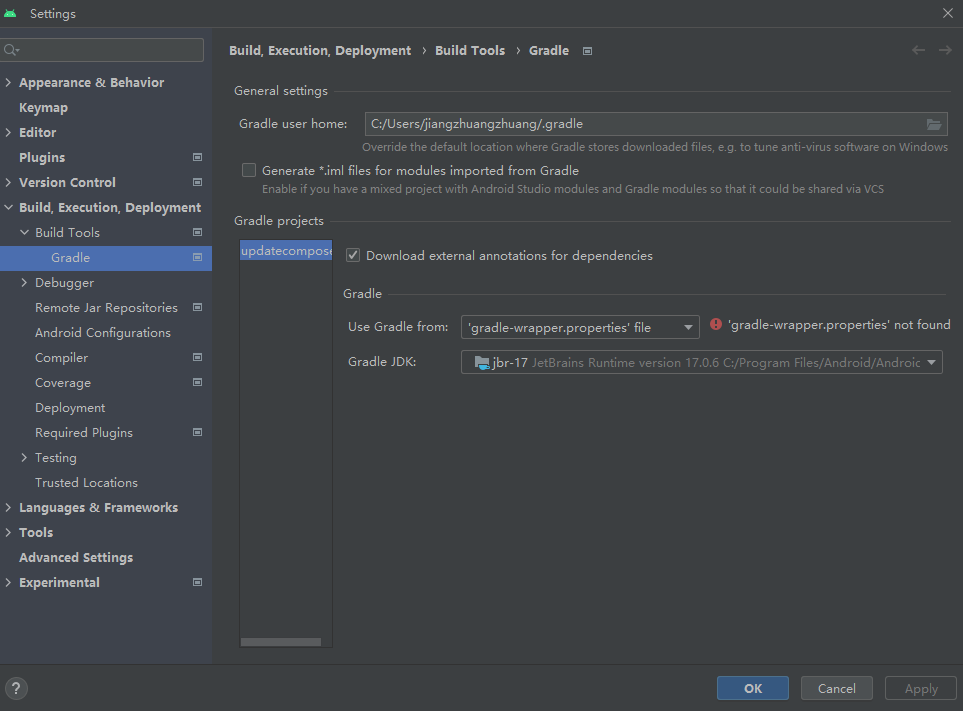 Settings
Build, Execution, Deployment › Build Tools › Gradle
Appearance & Behavior
Keymap
Editor
Plugins
Version Control
Build, Execution, Deployment
Build Tools
Gradle
Debugger
Remote Jar Repositories
Android Configurations
Compiler
Coverage
Deployment
Required Plugins
Testing
Trusted Locations
Languages & Frameworks
Tools
Advanced Settings
Experimental
General settings
Gradle user home: C:/Users/jiangzhuangzhuang/.gradle
Override the default location where Gradle stores downloaded files, e.g. to tune anti-virus software on Windows
Generate *.iml files for modules imported from Gradle
Enable if you have a mixed project with Android Studio modules and Gradle modules so that it could be shared via VCS
Gradle projects
updatecompose
Download external annotations for dependencies
Gradle
Use Gradle from: 'gradle-wrapper.properties' file 'gradle-wrapper.properties' not found
Gradle JDK: jbr-17 JetBrains Runtime version 17.0.6 C:/Program Files/Android/Androic
? OK Cancel Apply